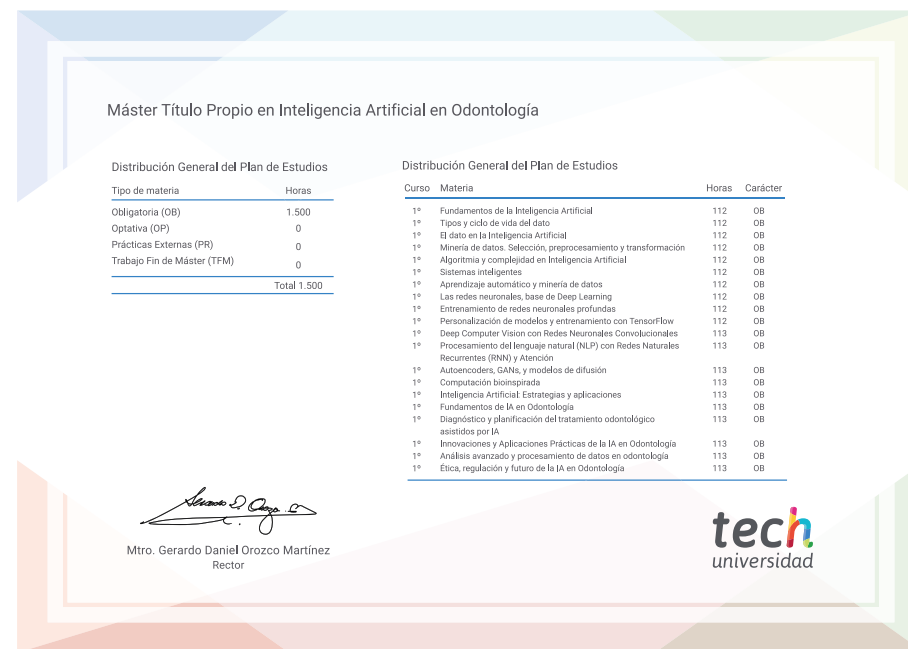 Máster Título Propio en Inteligencia Artificial en Odontología
Distribución General del Plan de Estudios
Tipo de materia Horas
Obligatoria (OB) 1.500
Optativa (OP) 0
Prácticas Externas (PR) 0
Trabajo Fin de Máster (TFM) 0
Total 1.500
Distribución General del Plan de Estudios
Curso Materia Horas Carácter
1º Fundamentos de la Inteligencia Artificial 112 OB
1º Tipos y ciclo de vida del dato 112 OB
1º El dato en la Inteligencia Artificial 112 OB
1º Minería de datos. Selección, preprocesamiento y transformación 112 OB
1º Algoritmia y complejidad en Inteligencia Artificial 112 OB
1º Sistemas inteligentes 112 OB
1º Aprendizaje automático y minería de datos 112 OB
1º Las redes neuronales, base de Deep Learning 112 OB
1º Entrenamiento de redes neuronales profundas 112 OB
1º Personalización de modelos y entrenamiento con TensorFlow 112 OB
1º Deep Computer Vision con Redes Neuronales Convolucionales 113 OB
1º Procesamiento del lenguaje natural (NLP) con Redes Naturales 113 OB
Recurrentes (RNN) y Atención
1º Autoencoders, GANs, y modelos de difusión 113 OB
1º Computación bioinspirada 113 OB
1º Inteligencia Artificial: Estrategias y aplicaciones 113 OB
1º Fundamentos de IA en Odontología 113 OB
1º Diagnóstico y planificación del tratamiento odontológico 113 OB
asistidos por IA
1º Innovaciones y Aplicaciones Prácticas de la IA en Odontología 113 OB
1º Análisis avanzado y procesamiento de datos en odontología 113 OB
1º Ética, regulación y futuro de la IA en Odontología 113 OB
Mtro. Gerardo Daniel Orozco Martínez
Rector
tech
universidad